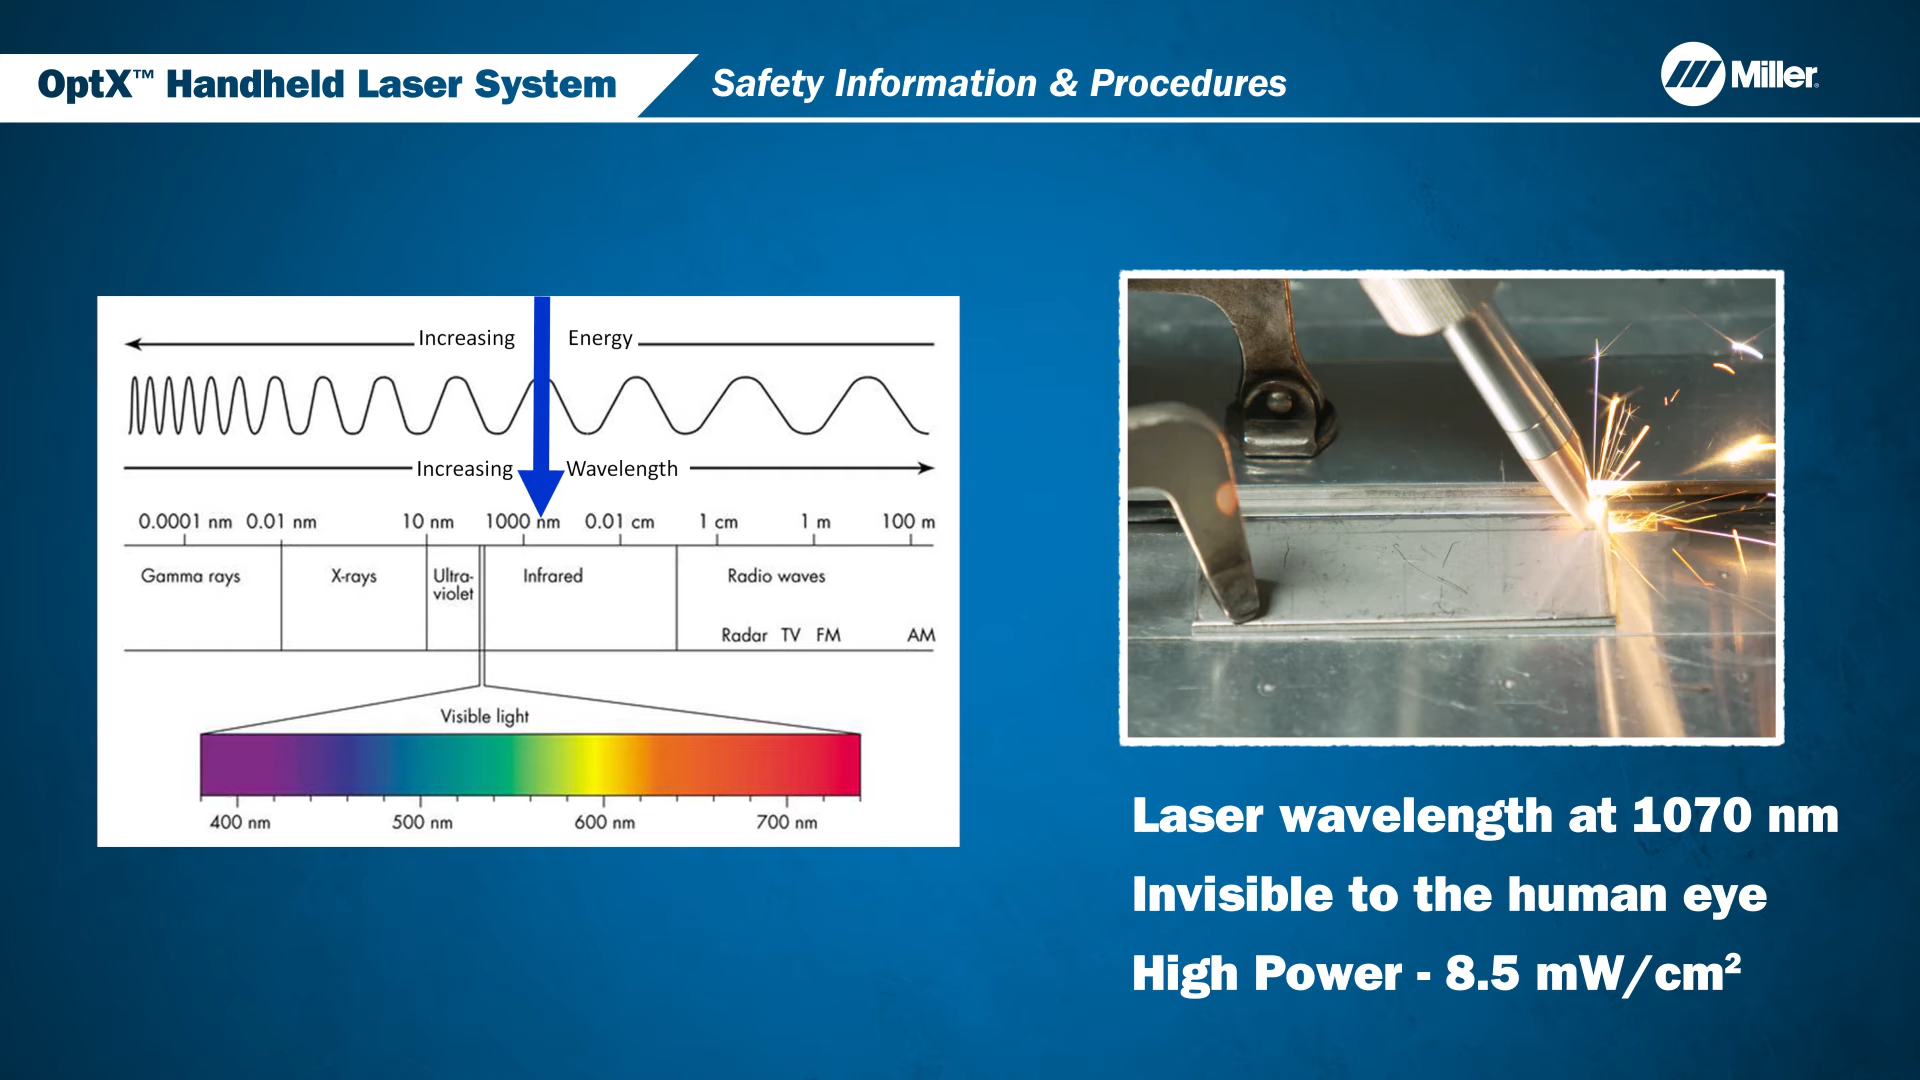 OptX™ Handheld Laser System
Safety Information & Procedures
Miller®
Increasing Energy
Increasing Wavelength
0.0001 nm 0.01 nm 10 nm 1000 nm 0.01 cm 1 cm 1 m 100 m
Gamma rays X-rays Ultra-violet Infrared Radio waves
Radar TV FM AM
Visible light
400 nm 500 nm 600 nm 700 nm
Laser wavelength at 1070 nm
Invisible to the human eye
High Power - 8.5 mW/cm²